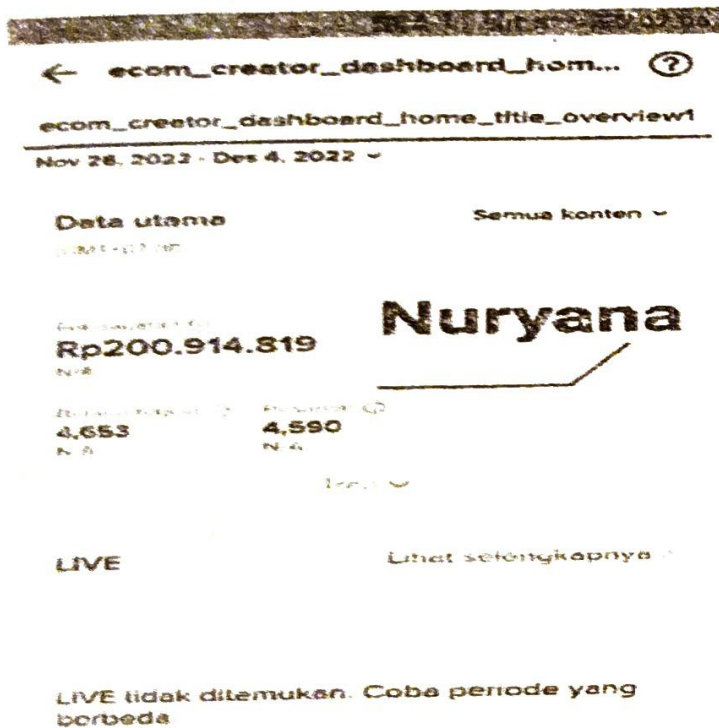 ← ecom_creator_dashboard_hom... ?
ecom_creator_dashboard_home_title_overview1
Nov 28, 2022 - Des 4, 2022
Data utama
Semua konten
Nuryana
Rp200.914.819
N/A
4,653
4,590
N/A
N/A
LIVE
Lihat selengkapnya
LIVE tidak ditemukan. Coba periode yang
berbeda